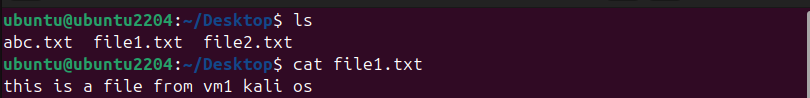 ubuntu@ubuntu2204:~/Desktop$ ls
abc.txt  file1.txt  file2.txt
ubuntu@ubuntu2204:~/Desktop$ cat file1.txt
this is a file from vm1 kali os